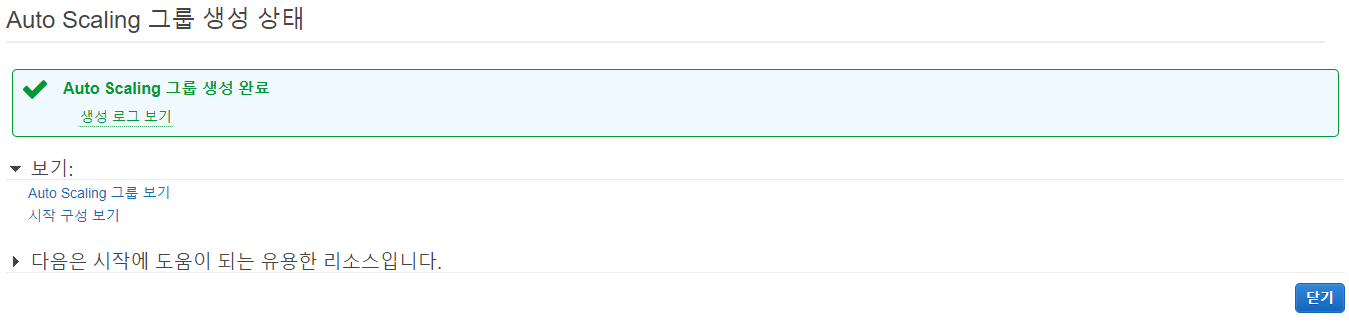 Auto Scaling 그룹 생성 상태
Auto Scaling 그룹 생성 완료
생성 로그 보기
보기:
Auto Scaling 그룹 보기
시작 구성 보기
다음은 시작에 도움이 되는 유용한 리소스입니다.
닫기